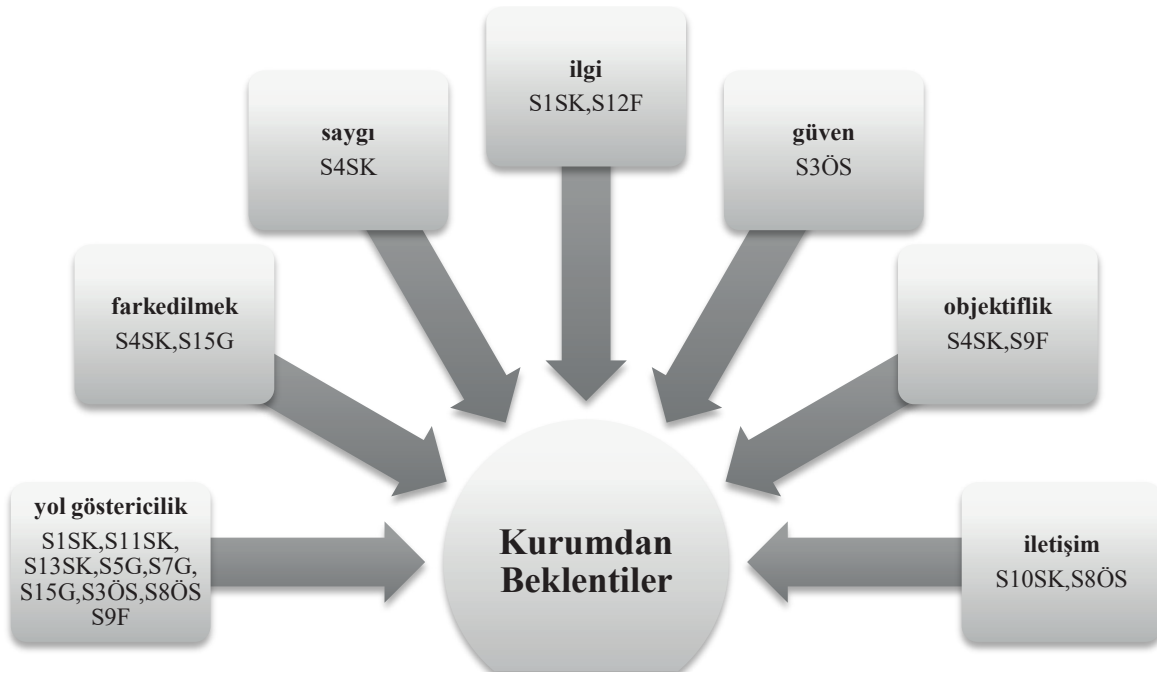 ilgi
S1SK,S12F
saygı
S4SK
güven
S3ÖS
farkedilmek
S4SK,S15G
objektiflik
S4SK,S9F
yol göstericilik
S1SK,S11SK,
S13SK,S5G,S7G,
S15G,S3ÖS,S8ÖS
S9F
Kurumdan
Beklentiler
iletişim
S10SK,S8ÖS